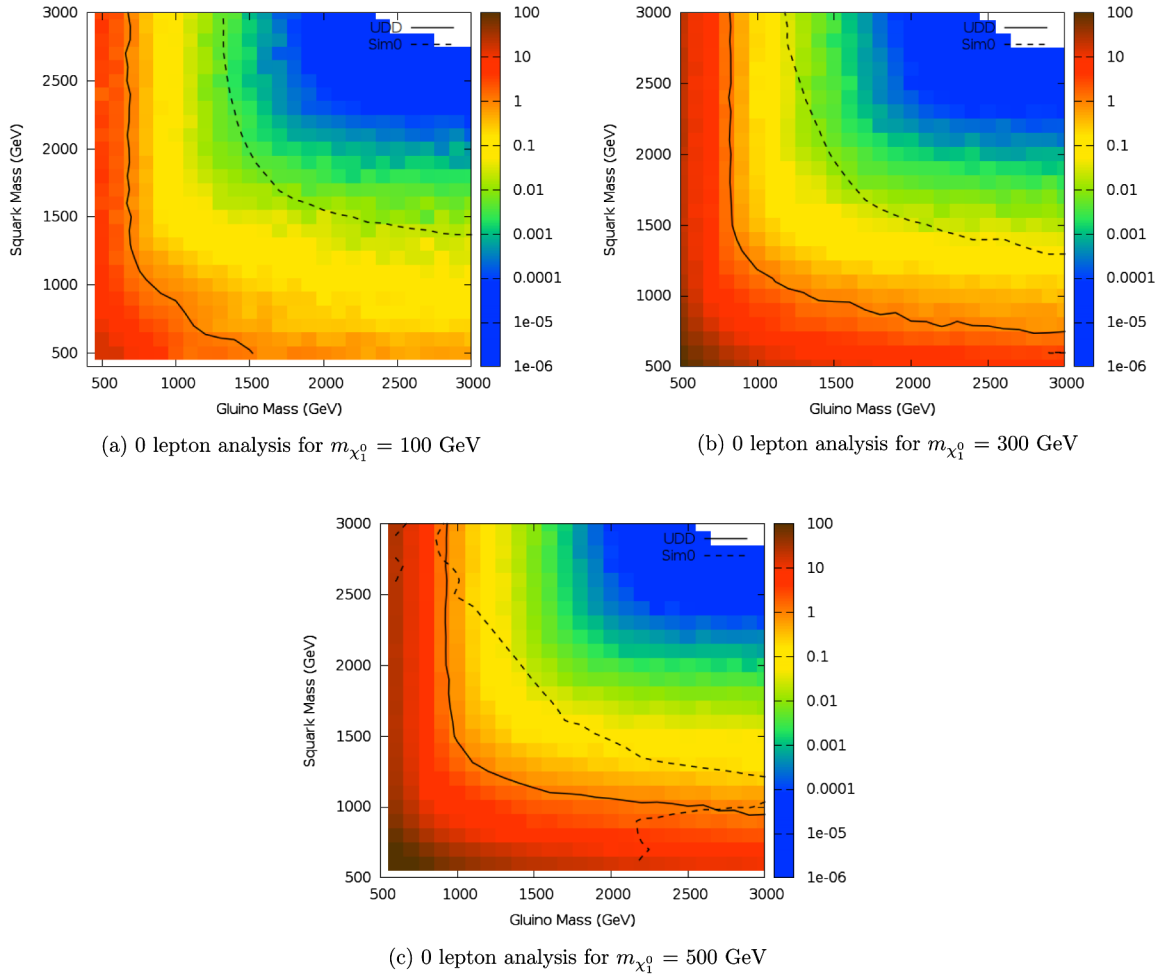 3000
2500
2000
1500
1000
500
Squark Mass (GeV)
500 1000 1500 2000 2500 3000
Gluino Mass (GeV)
UDD
Sim0
100
10
1
0.1
0.01
0.001
0.0001
1e-05
1e-06
(a) 0 lepton analysis for m_{χ_1^0} = 100 GeV
3000
2500
2000
1500
1000
500
Squark Mass (GeV)
500 1000 1500 2000 2500 3000
Gluino Mass (GeV)
UDD
Sim0
100
10
1
0.1
0.01
0.001
0.0001
1e-05
1e-06
(b) 0 lepton analysis for m_{χ_1^0} = 300 GeV
3000
2500
2000
1500
1000
500
Squark Mass (GeV)
500 1000 1500 2000 2500 3000
Gluino Mass (GeV)
UDD
Sim0
100
10
1
0.1
0.01
0.001
0.0001
1e-05
1e-06
(c) 0 lepton analysis for m_{χ_1^0} = 500 GeV